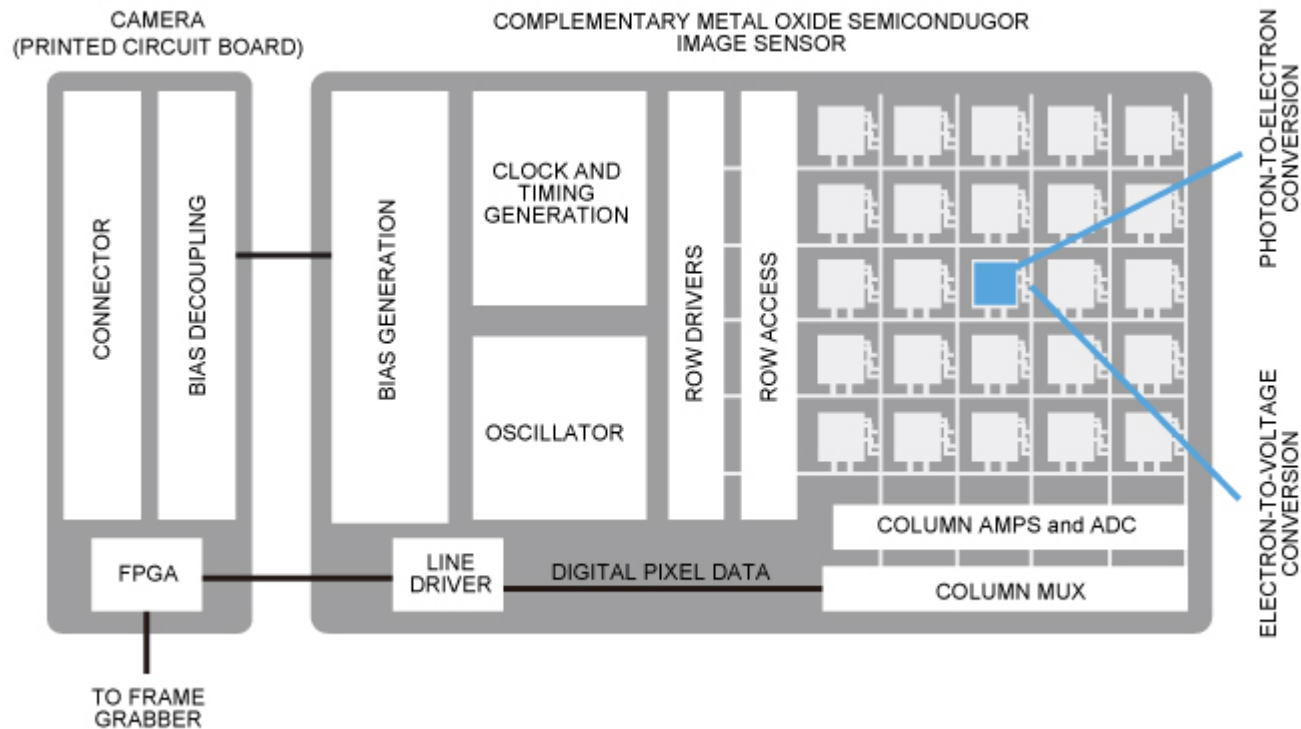 CAMERA
(PRINTED CIRCUIT BOARD)
COMPLEMENTARY METAL OXIDE SEMICONDUGOR
IMAGE SENSOR
CONNECTOR
BIAS DECOUPLING
BIAS GENERATION
CLOCK AND
TIMING
GENERATION
OSCILLATOR
ROW DRIVERS
ROW ACCESS
PHOTON-TO-ELECTRON
CONVERSION
ELECTRON-TO-VOLTAGE
CONVERSION
COLUMN AMPS and ADC
FPGA
LINE
DRIVER
DIGITAL PIXEL DATA
COLUMN MUX
TO FRAME
GRABBER